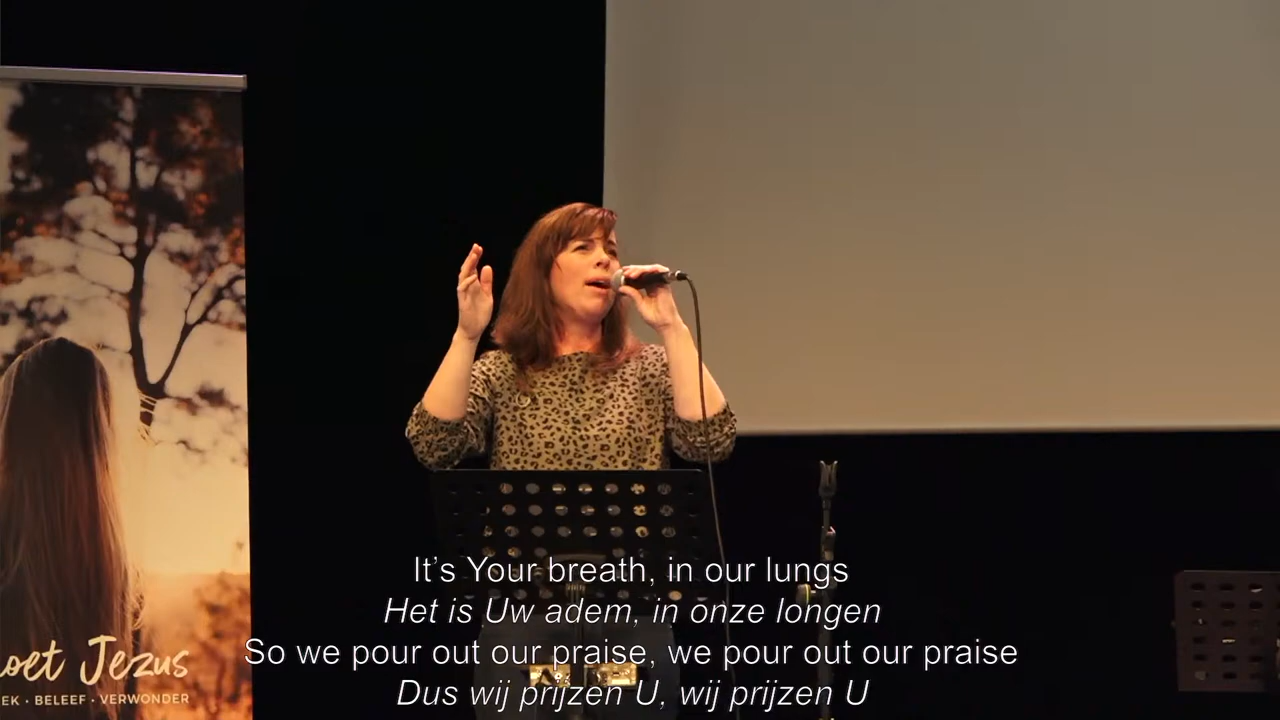 oet Jezus
EK · BELEEF · VERWONDER
It's Your breath, in our lungs
Het is Uw adem, in onze longen
So we pour out our praise, we pour out our praise
Dus wij prijzen U, wij prijzen U